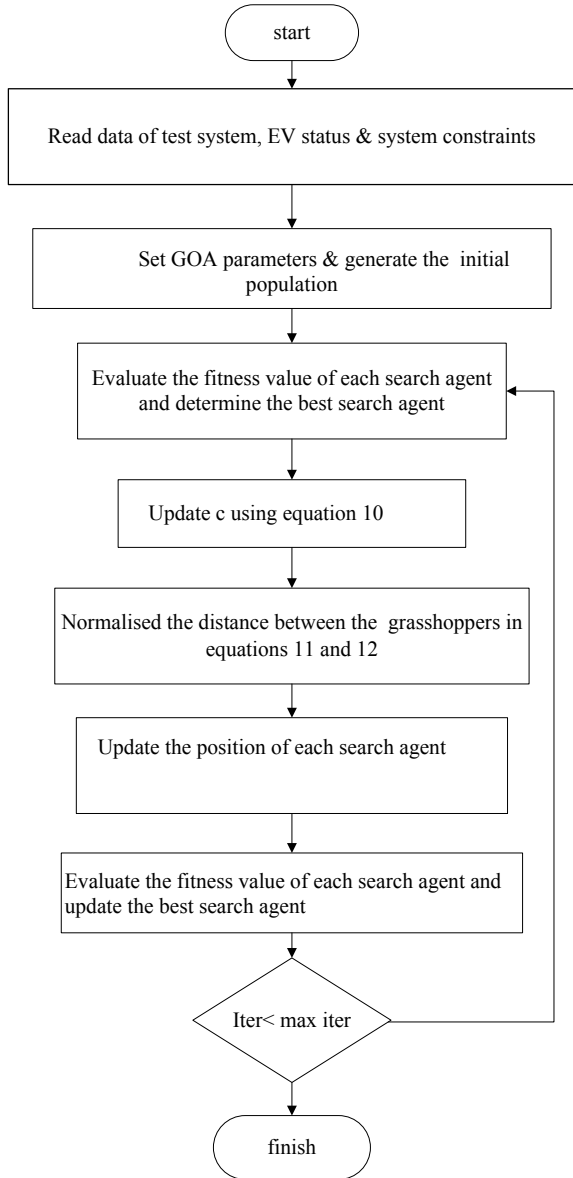 start
Read data of test system, EV status & system constraints
Set GOA parameters & generate the initial
population
Evaluate the fitness value of each search agent
and determine the best search agent
Update c using equation 10
Normalised the distance between the grasshoppers in
equations 11 and 12
Update the position of each search agent
Evaluate the fitness value of each search agent and
update the best search agent
Iter< max iter
finish